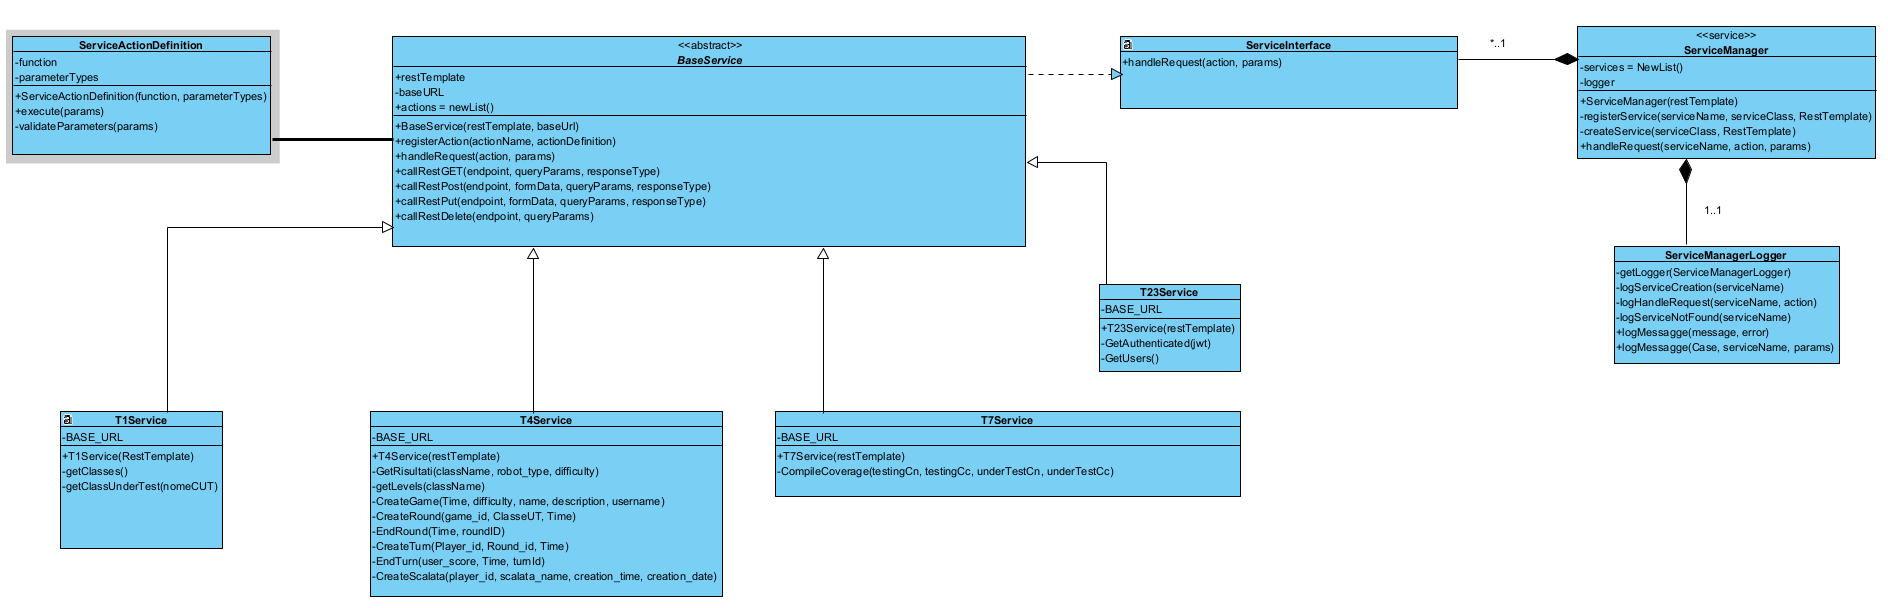 ServiceActionDefinition
-function
-parameterTypes
+ServiceActionDefinition(function, parameterTypes)
+execute(params)
-validateParameters(params)
<<abstract>>
BaseService
+restTemplate
-baseURL
+actions = newList()
+BaseService(restTemplate, baseUrl)
+registerAction(actionName, actionDefinition)
+handleRequest(action, params)
+callRestGET(endpoint, queryParams, responseType)
+callRestPost(endpoint, formData, queryParams, responseType)
+callRestPut(endpoint, formData, queryParams, responseType)
+callRestDelete(endpoint, queryParams)
a
ServiceInterface
+handleRequest(action, params)
*..1
<<service>>
ServiceManager
-services = NewList()
-logger
+ServiceManager(restTemplate)
-registerService(serviceName, serviceClass, RestTemplate)
-createService(serviceClass, RestTemplate)
+handleRequest(serviceName, action, params)
1..1
ServiceManagerLogger
-getLogger(ServiceManagerLogger)
-logServiceCreation(serviceName)
-logHandleRequest(serviceName, action)
-logServiceNotFound(serviceName)
+logMessagge(message, error)
+logMessagge(Case, serviceName, params)
T23Service
-BASE_URL
+T23Service(restTemplate)
-GetAuthenticated(jwt)
-GetUsers()
a
T1Service
-BASE_URL
+T1Service(RestTemplate)
-getClasses()
-getClassUnderTest(nomeCUT)
T4Service
-BASE_URL
+T4Service(restTemplate)
-GetRisultati(className, robot_type, difficulty)
-getLevels(className)
-CreateGame(Time, difficulty, name, description, username)
-CreateRound(game_id, ClasseUT, Time)
-EndRound(Time, roundID)
-CreateTurn(Player_id, Round_id, Time)
-EndTurn(user_score, Time, turnId)
-CreateScalata(player_id, scalata_name, creation_time, creation_date)
T7Service
-BASE_URL
+T7Service(restTemplate)
-CompileCoverage(testingCn, testingCc, underTestCn, underTestCc)